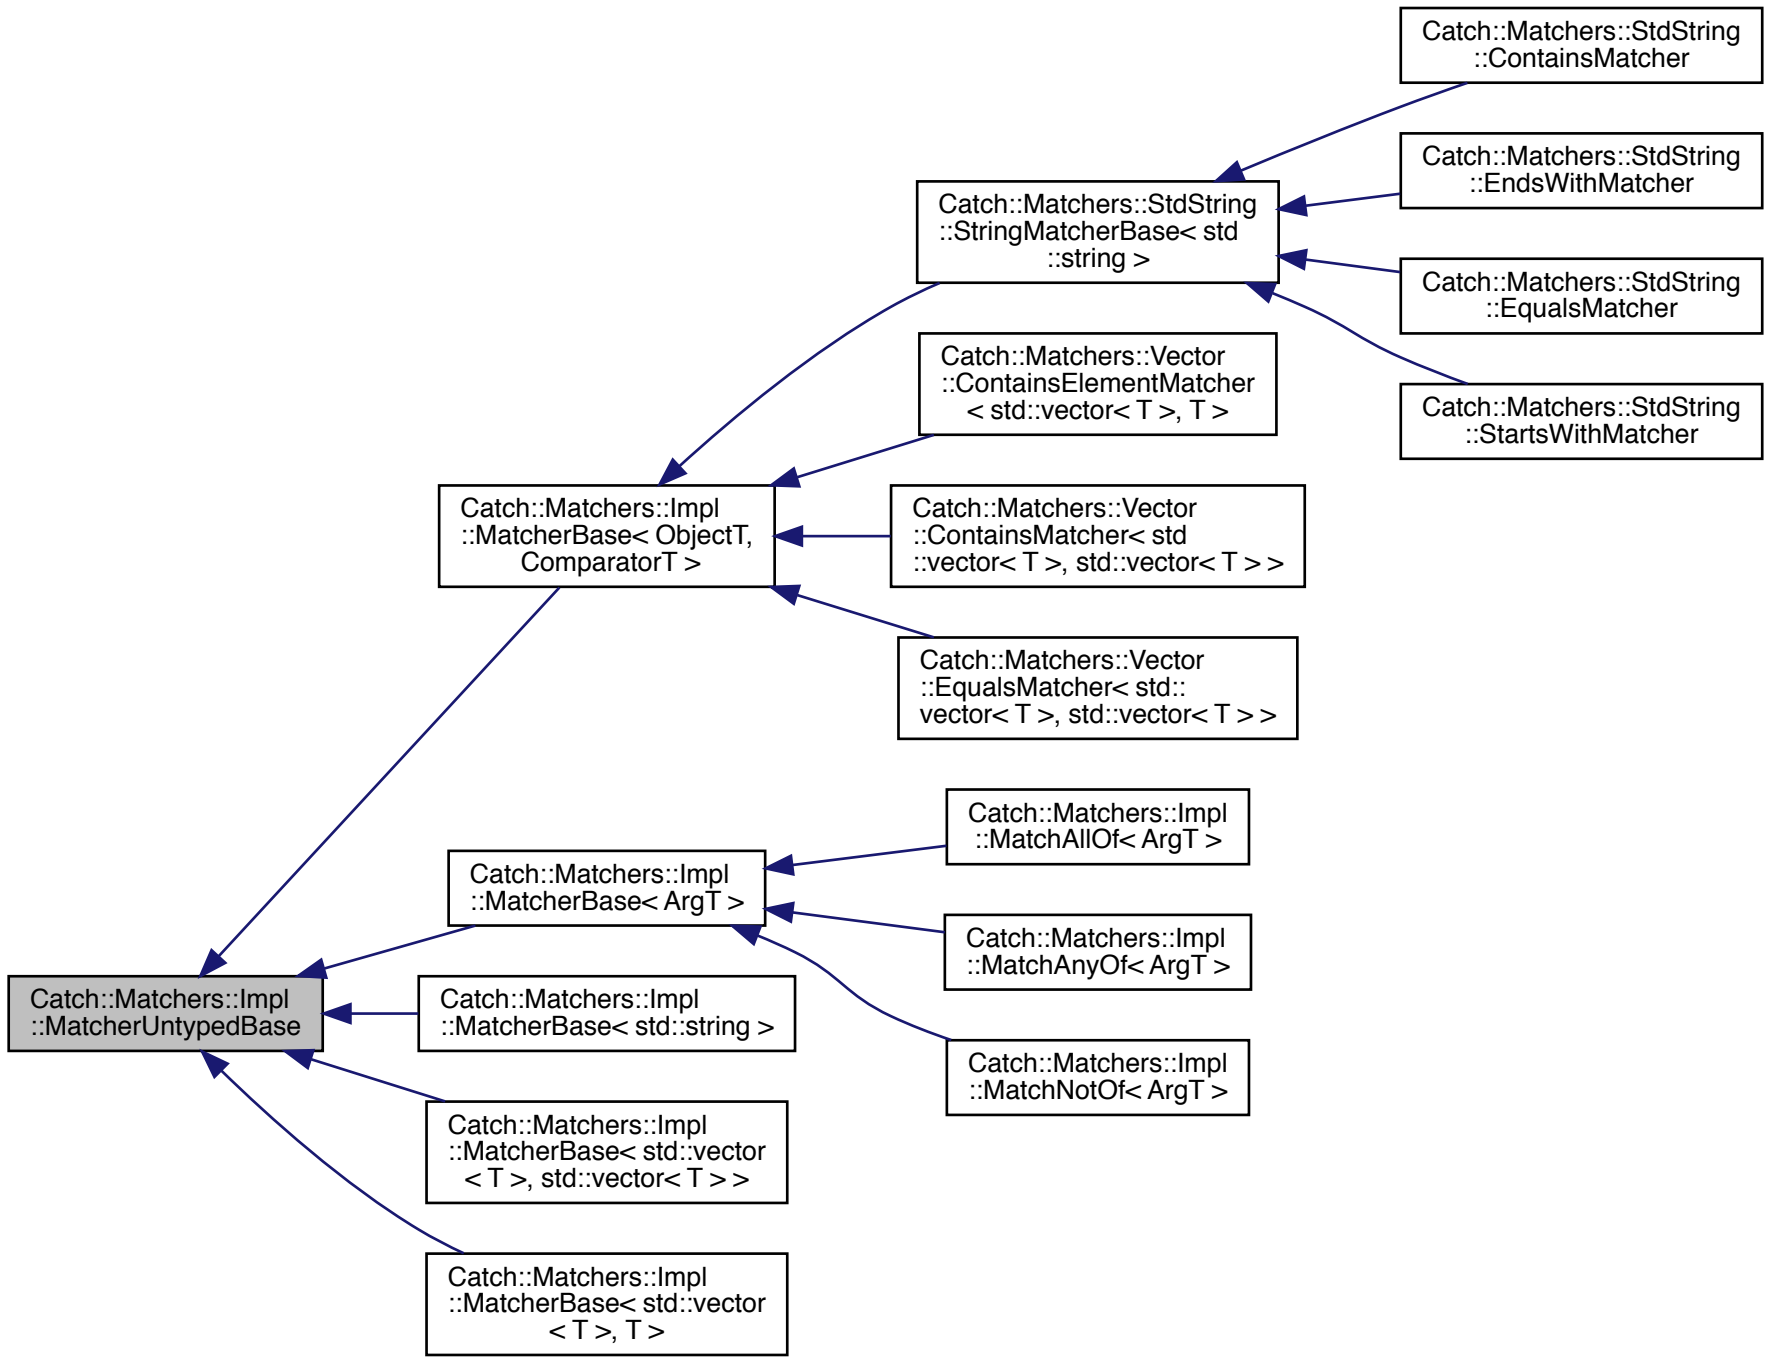 Catch::Matchers::StdString
::ContainsMatcher
Catch::Matchers::StdString
::EndsWithMatcher
Catch::Matchers::StdString
::StringMatcherBase< std
::string >
Catch::Matchers::StdString
::EqualsMatcher
Catch::Matchers::Vector
::ContainsElementMatcher
< std::vector< T >, T >
Catch::Matchers::StdString
::StartsWithMatcher
Catch::Matchers::Impl
::MatcherBase< ObjectT,
ComparatorT >
Catch::Matchers::Vector
::ContainsMatcher< std
::vector< T >, std::vector< T > >
Catch::Matchers::Vector
::EqualsMatcher< std::
vector< T >, std::vector< T > >
Catch::Matchers::Impl
::MatchAllOf< ArgT >
Catch::Matchers::Impl
::MatcherBase< ArgT >
Catch::Matchers::Impl
::MatchAnyOf< ArgT >
Catch::Matchers::Impl
::MatcherUntypedBase
Catch::Matchers::Impl
::MatcherBase< std::string >
Catch::Matchers::Impl
::MatchNotOf< ArgT >
Catch::Matchers::Impl
::MatcherBase< std::vector
< T >, std::vector< T > >
Catch::Matchers::Impl
::MatcherBase< std::vector
< T >, T >